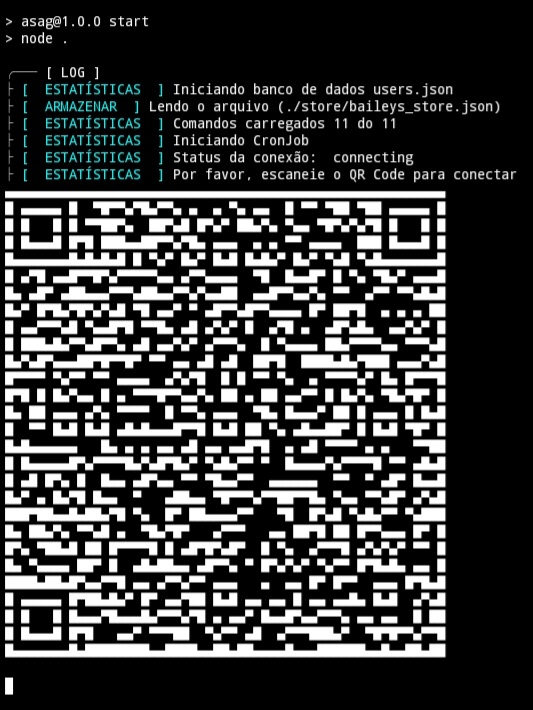 > asag@1.0.0 start
> node .
[ LOG ]
[ ESTATÍSTICAS ] Iniciando banco de dados users.json
[ ARMAZENAR ] Lendo o arquivo (./store/baileys_store.json)
[ ESTATÍSTICAS ] Comandos carregados 11 do 11
[ ESTATÍSTICAS ] Iniciando CronJob
[ ESTATÍSTICAS ] Status da conexão: connecting
[ ESTATÍSTICAS ] Por favor, escaneie o QR Code para conectar